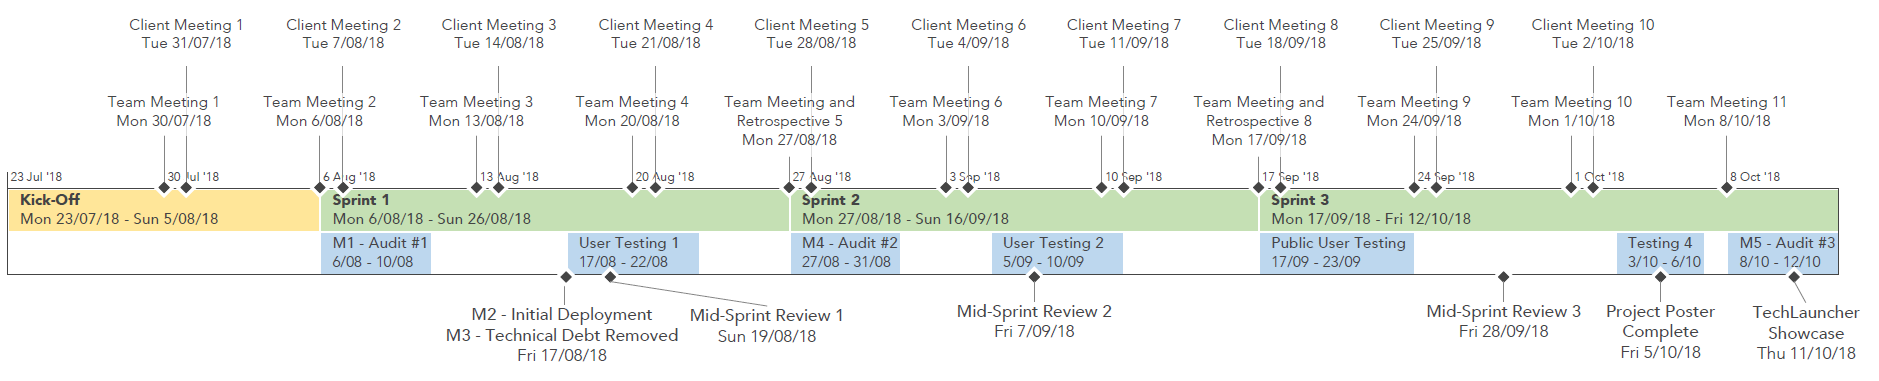 Client Meeting 1
Tue 31/07/18
Client Meeting 2
Tue 7/08/18
Client Meeting 3
Tue 14/08/18
Client Meeting 4
Tue 21/08/18
Client Meeting 5
Tue 28/08/18
Client Meeting 6
Tue 4/09/18
Client Meeting 7
Tue 11/09/18
Client Meeting 8
Tue 18/09/18
Client Meeting 9
Tue 25/09/18
Client Meeting 10
Tue 2/10/18
Team Meeting 1
Mon 30/07/18
Team Meeting 2
Mon 6/08/18
Team Meeting 3
Mon 13/08/18
Team Meeting 4
Mon 20/08/18
Team Meeting and
Retrospective 5
Mon 27/08/18
Team Meeting 6
Mon 3/09/18
Team Meeting 7
Mon 10/09/18
Team Meeting and
Retrospective 8
Mon 17/09/18
Team Meeting 9
Mon 24/09/18
Team Meeting 10
Mon 1/10/18
Team Meeting 11
Mon 8/10/18
23 Jul '18
30 Jul '18
6 Aug '18
13 Aug '18
20 Aug '18
27 Aug '18
3 Sep '18
10 Sep '18
17 Sep '18
24 Sep '18
1 Oct '18
8 Oct '18
Kick-Off
Mon 23/07/18 - Sun 5/08/18
Sprint 1
Mon 6/08/18 - Sun 26/08/18
Sprint 2
Mon 27/08/18 - Sun 16/09/18
Sprint 3
Mon 17/09/18 - Fri 12/10/18
M1 - Audit #1
6/08 - 10/08
User Testing 1
17/08 - 22/08
M4 - Audit #2
27/08 - 31/08
User Testing 2
5/09 - 10/09
Public User Testing
17/09 - 23/09
Testing 4
3/10 - 6/10
M5 - Audit #3
8/10 - 12/10
M2 - Initial Deployment
M3 - Technical Debt Removed
Fri 17/08/18
Mid-Sprint Review 1
Sun 19/08/18
Mid-Sprint Review 2
Fri 7/09/18
Mid-Sprint Review 3
Fri 28/09/18
Project Poster
Complete
Fri 5/10/18
TechLauncher
Showcase
Thu 11/10/18